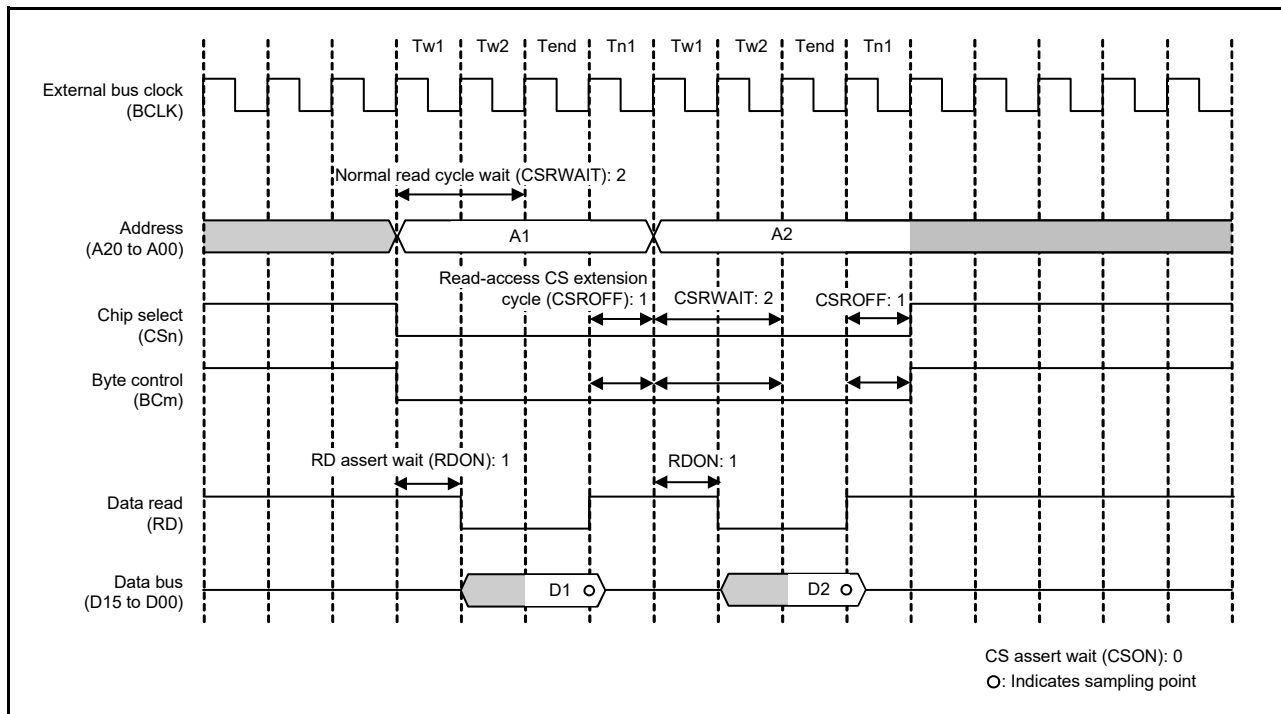 Tw1 Tw2 Tend Tn1 Tw1 Tw2 Tend Tn1
External bus clock
(BCLK)
Normal read cycle wait (CSRWAIT): 2
Address
(A20 to A00)
A1 A2
Read-access CS extension
cycle (CSROFF): 1
CSRWAIT: 2 CSROFF: 1
Chip select
(CSn)
Byte control
(BCm)
RD assert wait (RDON): 1 RDON: 1
Data read
(RD)
Data bus
(D15 to D00)
D1 D2
CS assert wait (CSON): 0
O: Indicates sampling point